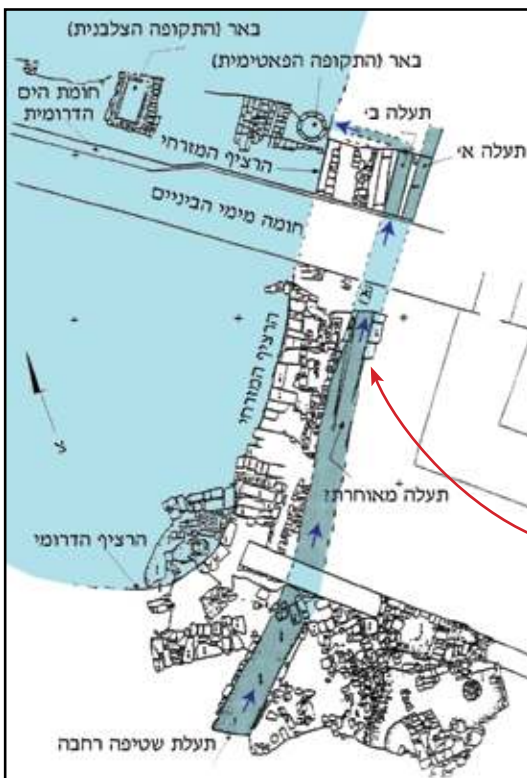 באר (התקופה הצלבנית)
באר (התקופה הפאטימית)
חומת הים
הדרומית
תעלה ב׳
תעלה א׳
הרציף המזרחי
חומה מימי הביניים
הרציף המזרחי
צ
תעלה מאוחרת?
הרציף הדרומי
תעלת שטיפה רחבה